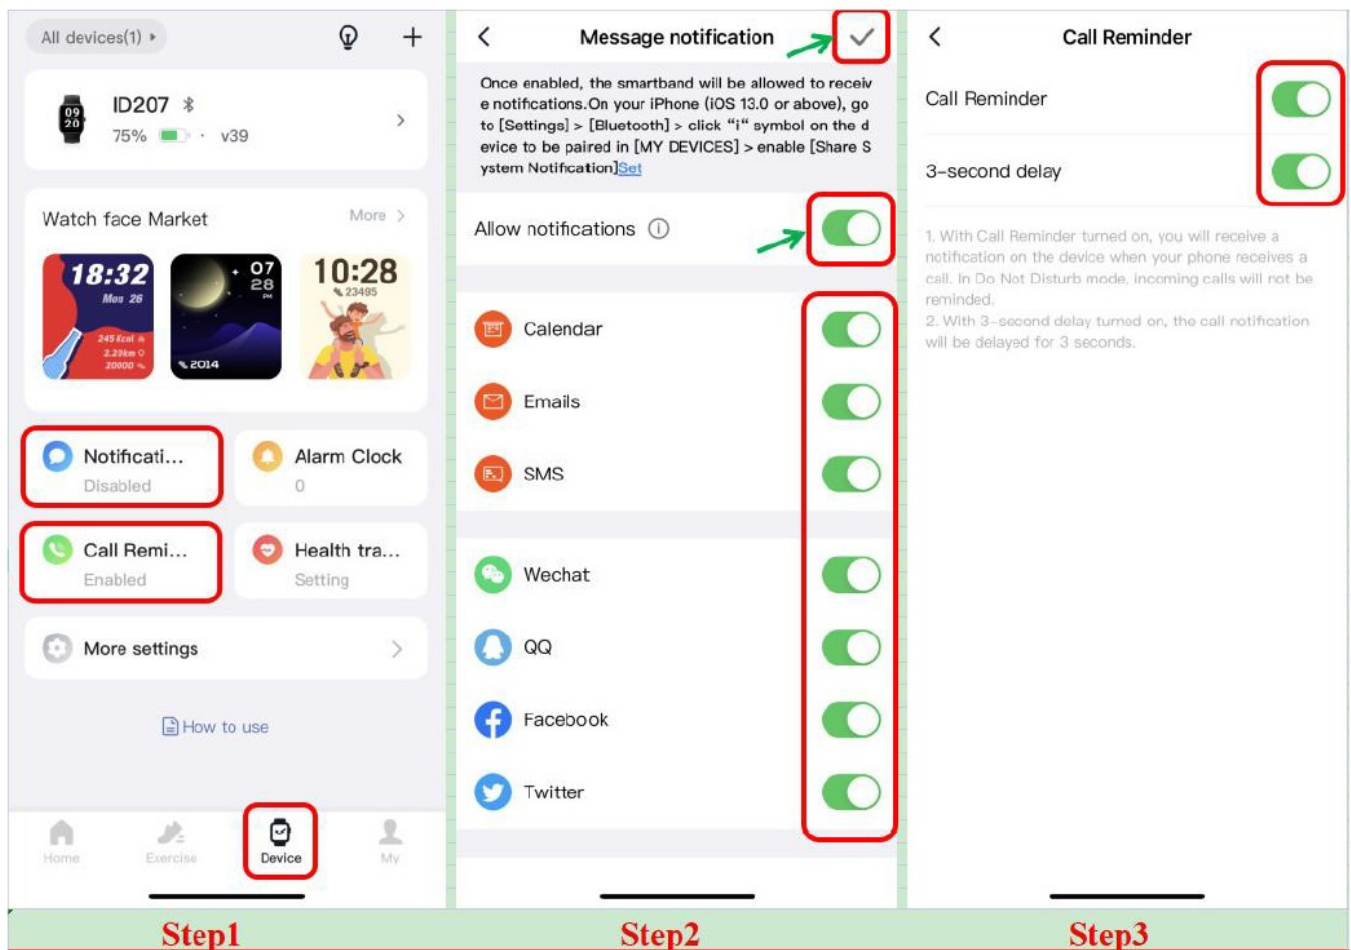 All devices(1)
ID207
75% · v39
09
20
Watch face Market
More >
18:32
Mon 26
245 Kcal
2.23km
20000
07
28
PM
2014
10:28
23495
Notificati...
Disabled
Alarm Clock
0
Call Remi...
Enabled
Health tra...
Setting
More settings
How to use
Home
Exercise
Device
My
Step1
Message notification
Once enabled, the smartband will be allowed to receiv
e notifications.On your iPhone (iOS 13.0 or above), go
to [Settings] > [Bluetooth] > click “i“ symbol on the d
evice to be paired in [MY DEVICES] > enable [Share S
ystem Notification]Set
Allow notifications
Calendar
Emails
SMS
Wechat
QQ
Facebook
Twitter
Step2
Call Reminder
Call Reminder
3-second delay
1. With Call Reminder turned on, you will receive a
notification on the device when your phone receives a
call. In Do Not Disturb mode, incoming calls will not be
reminded.
2. With 3-second delay turned on, the call notification
will be delayed for 3 seconds.
Step3